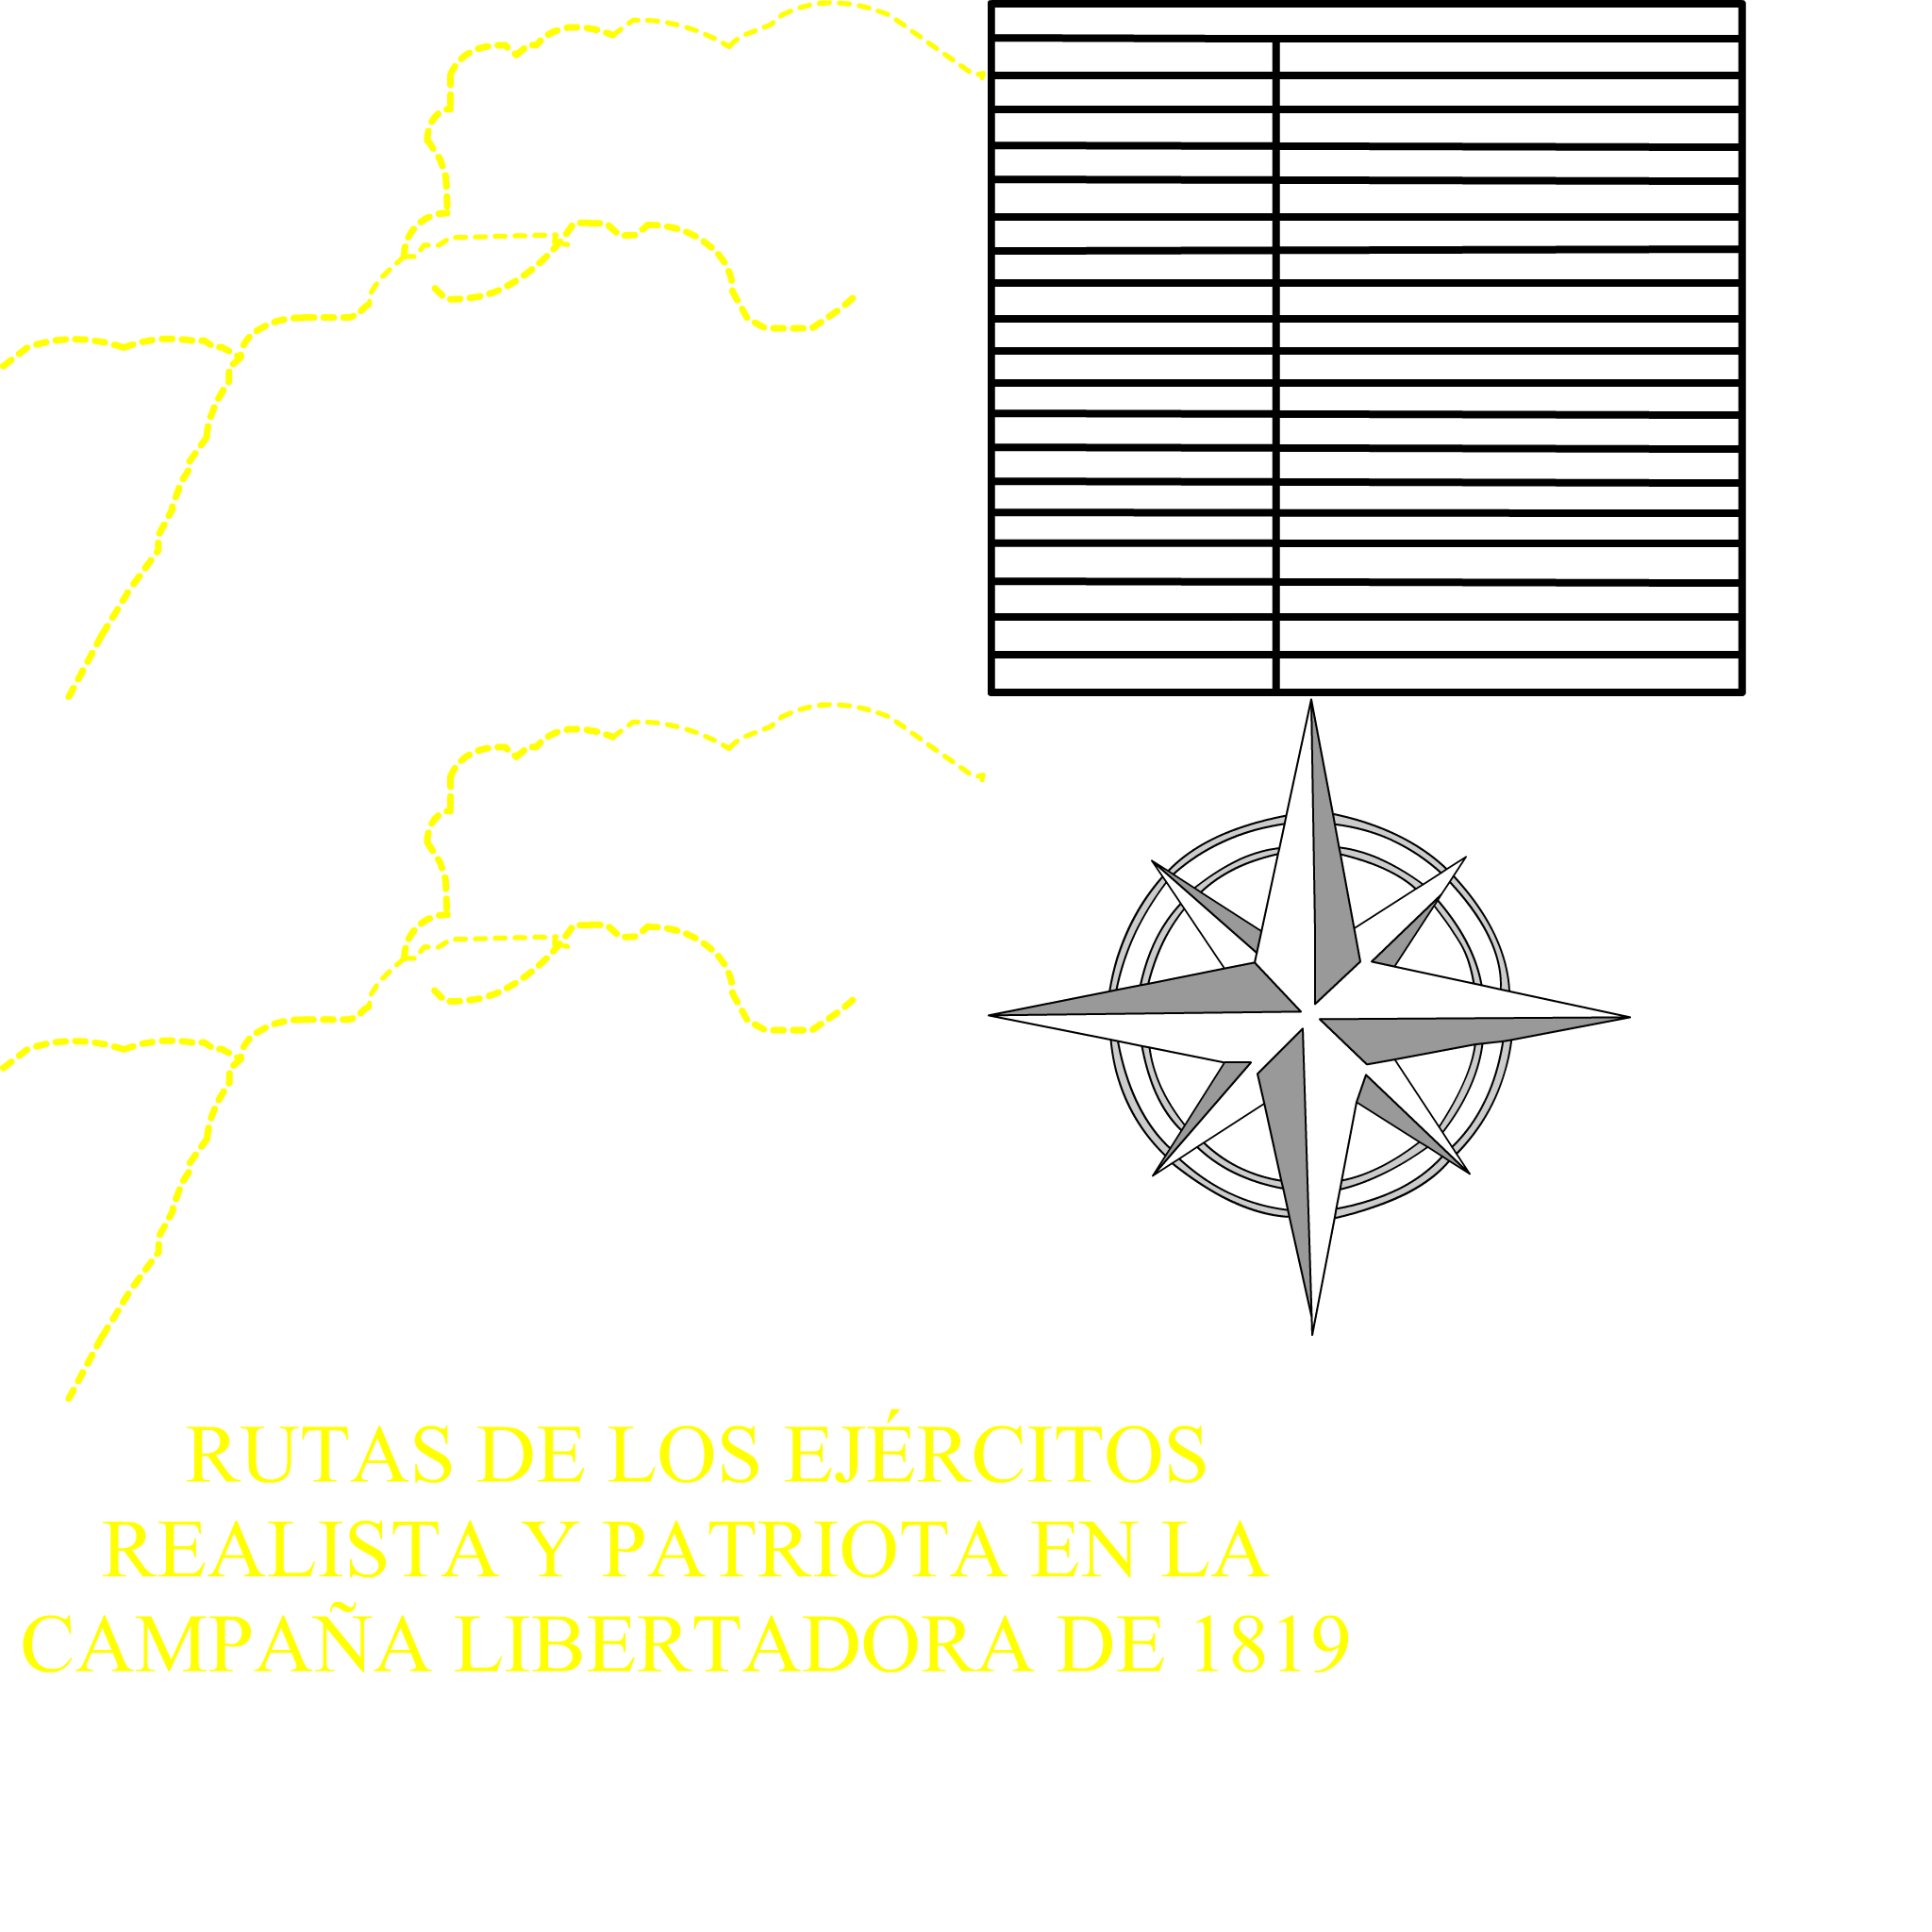 RUTAS DE LOS EJÉRCITOS
REALISTA Y PATRIOTA EN LA
CAMPAÑA LIBERTADORA DE 1819